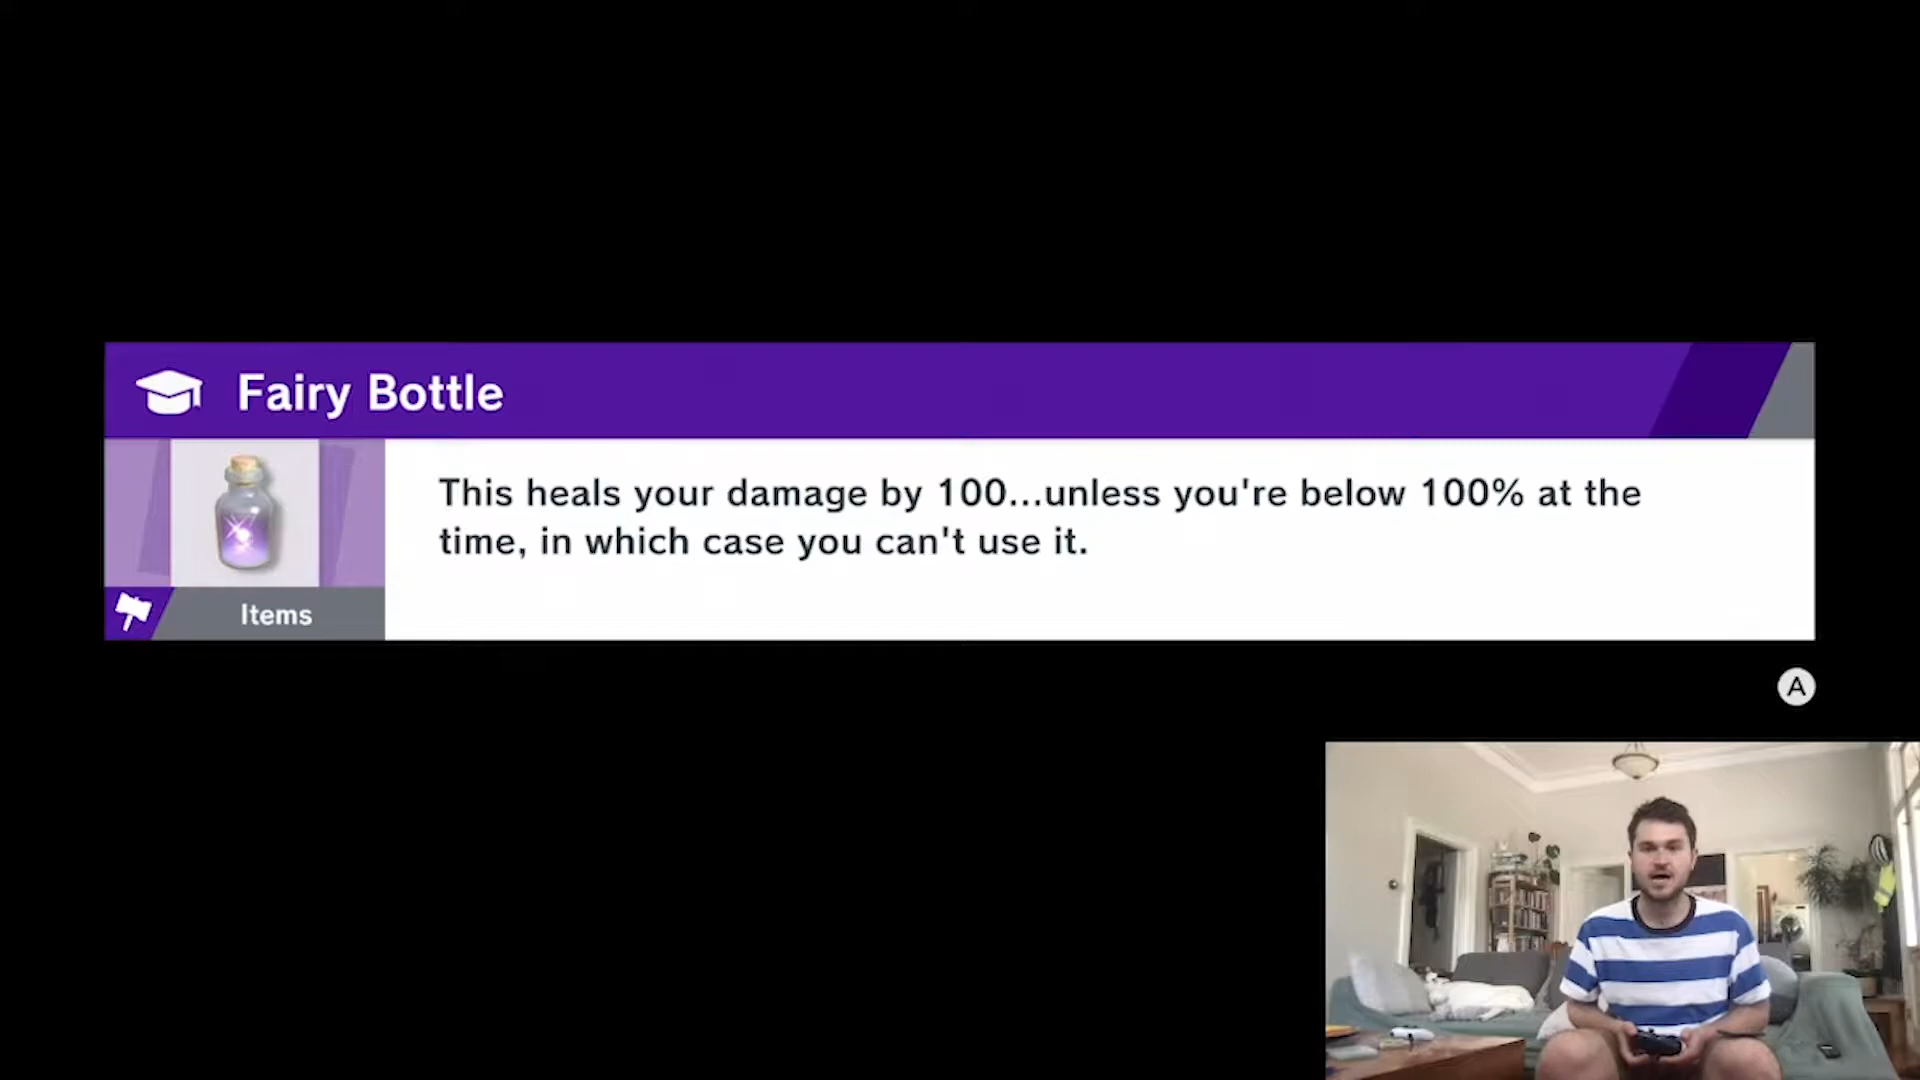 Fairy Bottle
This heals your damage by 100...unless you're below 100% at the
time, in which case you can't use it.
Items
A